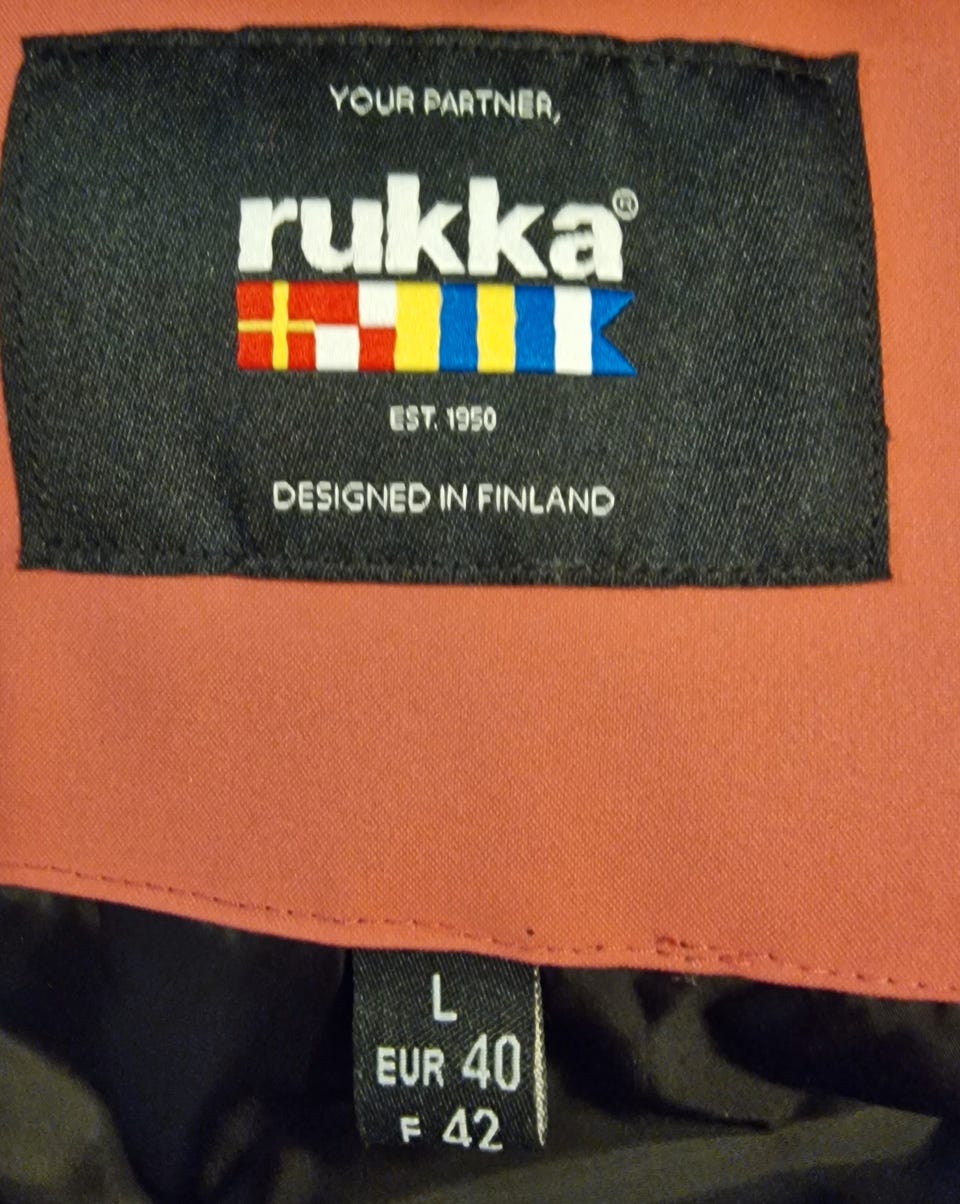 YOUR PARTNER,
rukka®
EST. 1950
DESIGNED IN FINLAND
L
EUR 40
F 42